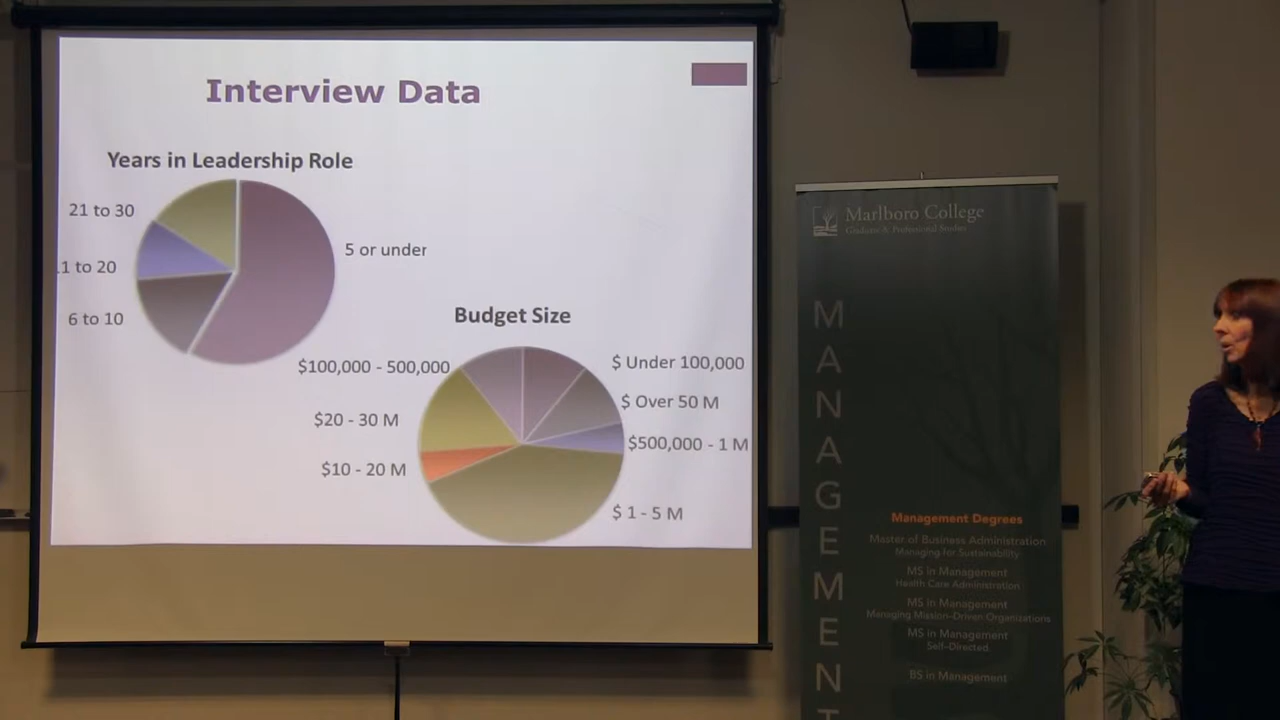 Interview Data
Years in Leadership Role
21 to 30
5 or under
.1 to 20
6 to 10
Budget Size
$100,000 - 500,000
$ Under 100,000
$20 - 30 M
$ Over 50 M
$500,000 - 1 M
$10 - 20 M
$ 1 - 5 M
Marlboro College
Graduate & Professional Studies
MANAGEMENT
Management Degrees
Master of Business Administration
Managing for Sustainability
MS in Management
Health Care Administration
MS in Management
Managing Mission-Driven Organizations
MS in Management
Self-Directed
BS in Management